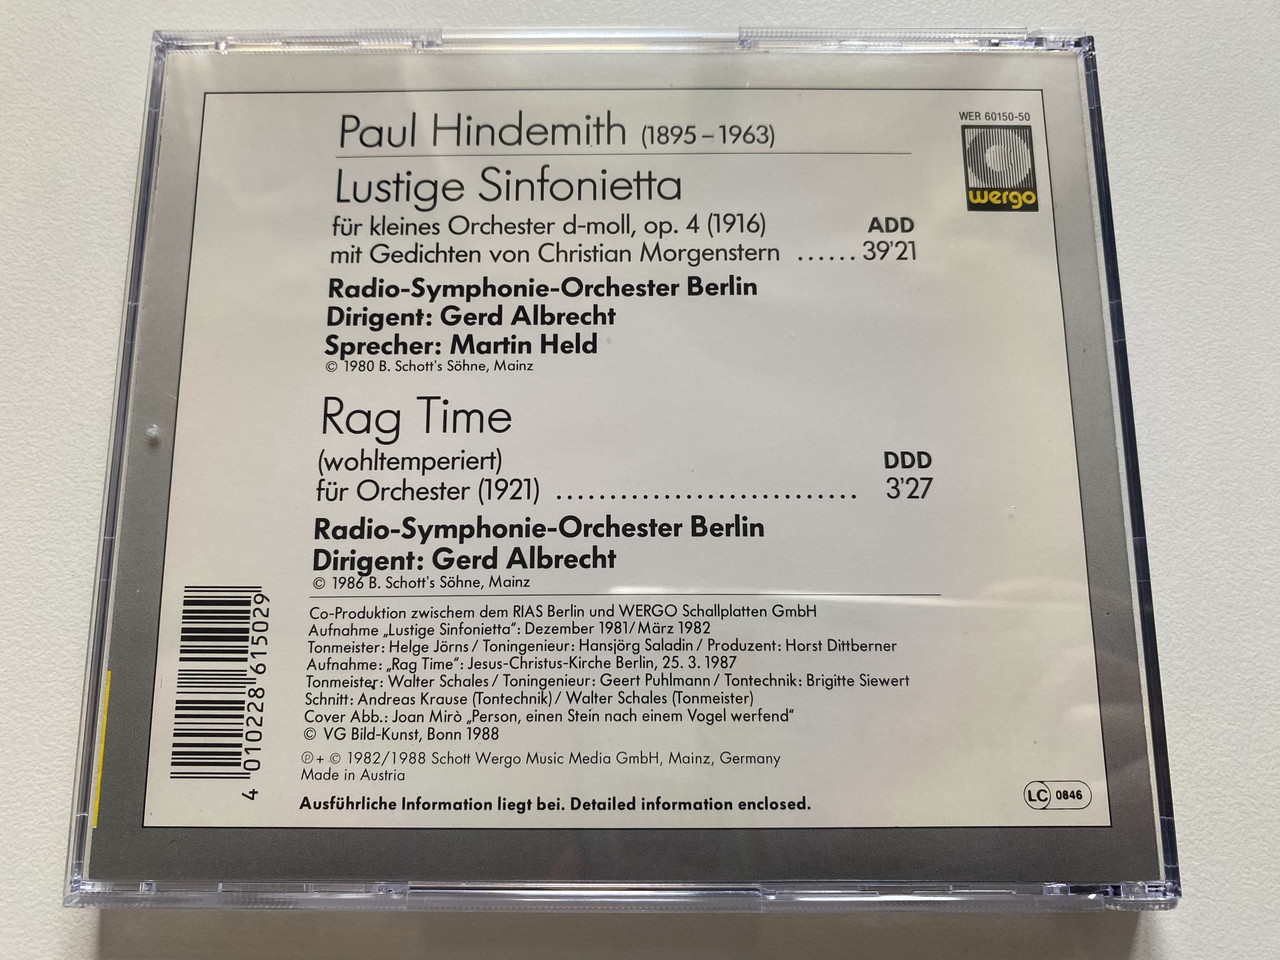 Paul Hindemith (1895–1963)
WER 60150-50
wergo
Lustige Sinfonietta
für kleines Orchester d-moll, op. 4 (1916) ADD
mit Gedichten von Christian Morgenstern ...... 39'21
Radio-Symphonie-Orchester Berlin
Dirigent: Gerd Albrecht
Sprecher: Martin Held
© 1980 B. Schott's Söhne, Mainz
Rag Time
(wohltemperiert) DDD
für Orchester (1921) ............................ 3'27
Radio-Symphonie-Orchester Berlin
Dirigent: Gerd Albrecht
© 1986 B. Schott's Söhne, Mainz
Co-Produktion zwischem dem RIAS Berlin und WERGO Schallplatten GmbH
Aufnahme „Lustige Sinfonietta“: Dezember 1981/März 1982
Tonmeister: Helge Jörns / Toningenieur: Hansjörg Saladin / Produzent: Horst Dittberner
Aufnahme: „Rag Time“: Jesus-Christus-Kirche Berlin, 25. 3. 1987
Tonmeister: Walter Schales / Toningenieur: Geert Puhlmann / Tontechnik: Brigitte Siewert
Schnitt: Andreas Krause (Tontechnik) / Walter Schales (Tonmeister)
Cover Abb.: Joan Mirò „Person, einen Stein nach einem Vogel werfend“
© VG Bild-Kunst, Bonn 1988
℗ + © 1982/1988 Schott Wergo Music Media GmbH, Mainz, Germany
Made in Austria
Ausführliche Information liegt bei. Detailed information enclosed.
LC 0846
4 010228 615029